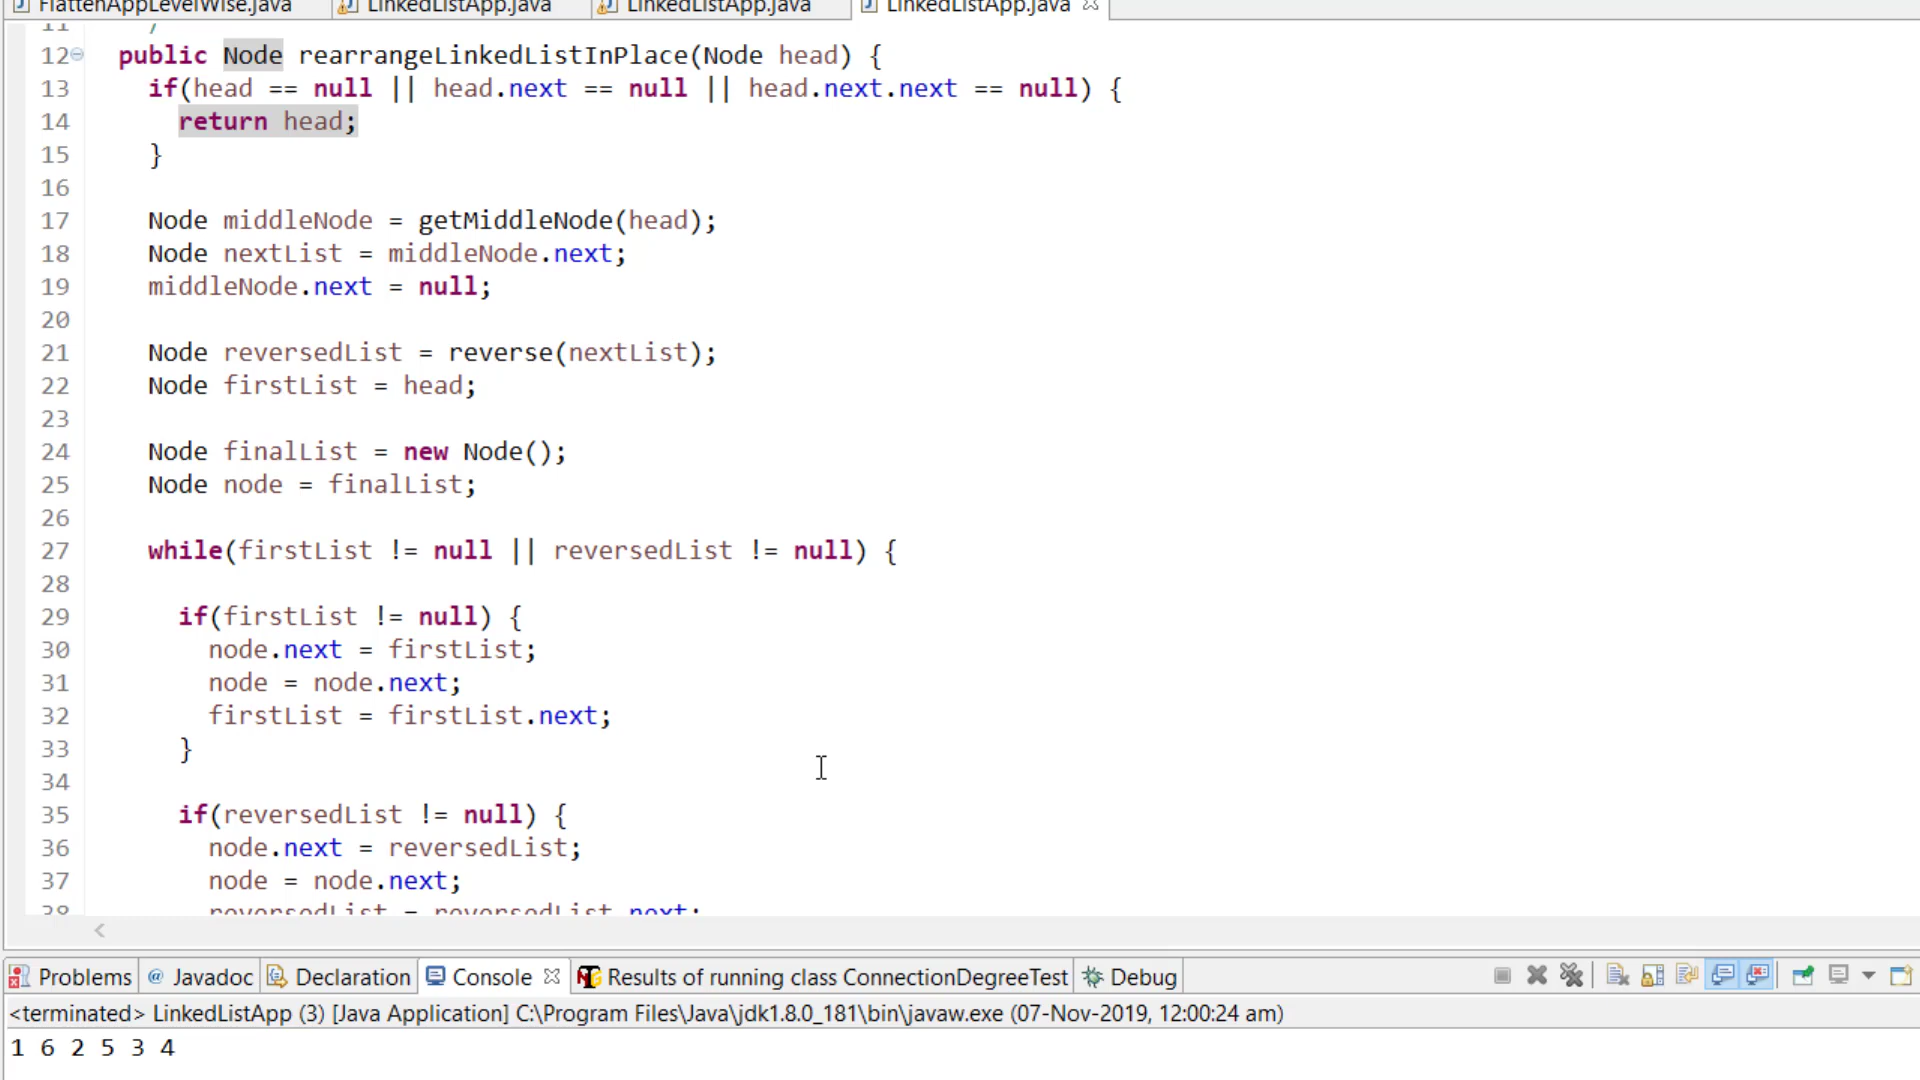 FlattenAppLevelWise.java LinkedListApp.java LinkedListApp.java LinkedListApp.java
11 /
12 public Node rearrangeLinkedListInPlace(Node head) {
13 if(head == null || head.next == null || head.next.next == null) {
14 return head;
15 }
16
17 Node middleNode = getMiddleNode(head);
18 Node nextList = middleNode.next;
19 middleNode.next = null;
20
21 Node reversedList = reverse(nextList);
22 Node firstList = head;
23
24 Node finalList = new Node();
25 Node node = finalList;
26
27 while(firstList != null || reversedList != null) {
28
29 if(firstList != null) {
30 node.next = firstList;
31 node = node.next;
32 firstList = firstList.next;
33 }
34
35 if(reversedList != null) {
36 node.next = reversedList;
37 node = node.next;
38 reversedList = reversedList.next;
Problems @ Javadoc Declaration Console Results of running class ConnectionDegreeTest Debug
<terminated> LinkedListApp (3) [Java Application] C:\Program Files\Java\jdk1.8.0_181\bin\javaw.exe (07-Nov-2019, 12:00:24 am)
1 6 2 5 3 4